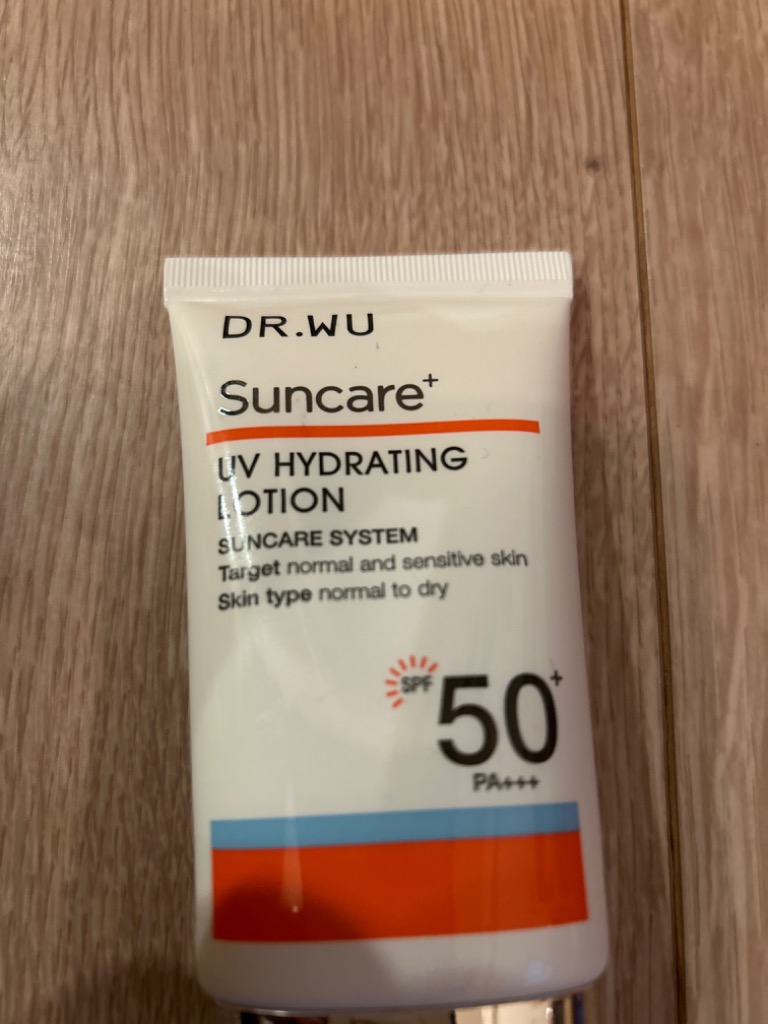 DR.WU
Suncare+
UV HYDRATING
LOTION
SUNCARE SYSTEM
Target normal and sensitive skin
Skin type normal to dry
SPF 50+
PA+++